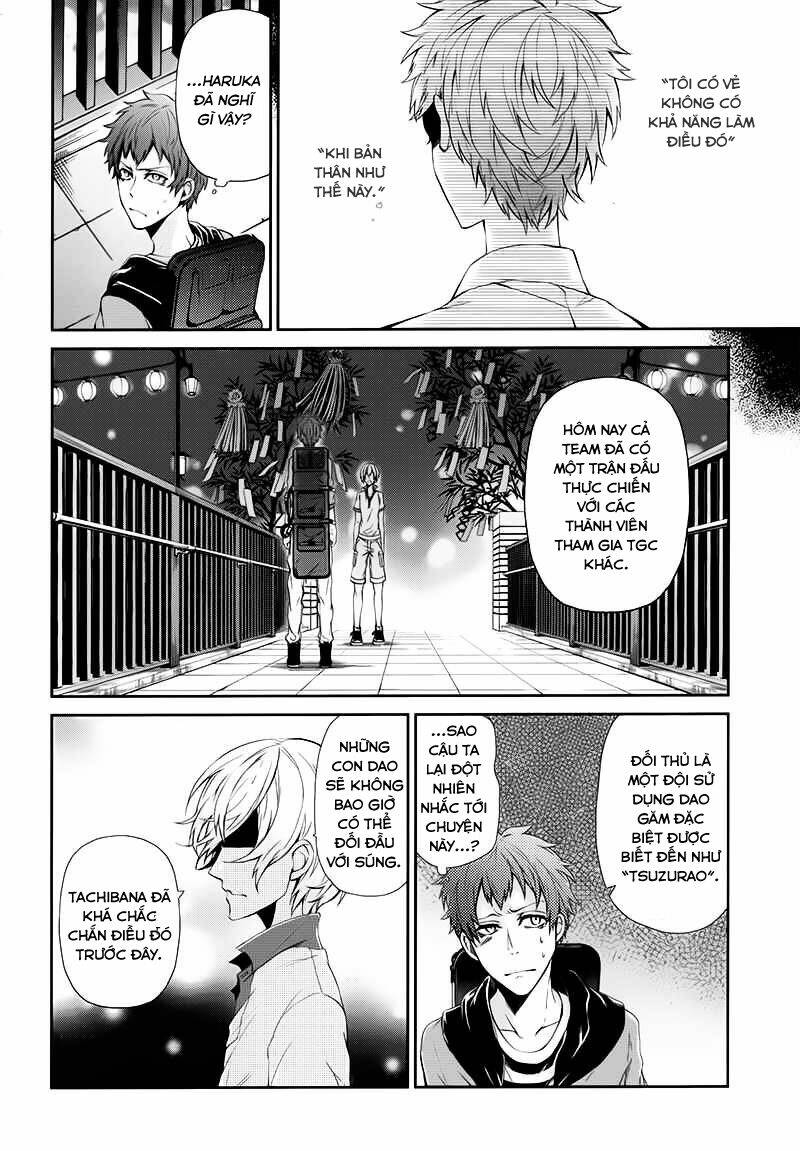 "TÔI CÓ VẺ
KHÔNG CÓ
KHẢ NĂNG LÀM
ĐIỀU ĐÓ"
"KHI BẢN
THÂN NHƯ
THẾ NÀY."
...HARUKA
ĐÃ NGHĨ
GÌ VẬY?
HÔM NAY CẢ
TEAM ĐÃ CÓ
MỘT TRẬN ĐẤU
THỰC CHIẾN
VỚI CÁC
THÀNH VIÊN
THAM GIA TGC
KHÁC.
ĐỐI THỦ LÀ
MỘT ĐỘI SỬ
DỤNG DAO
GĂM ĐẶC
BIỆT ĐƯỢC
BIẾT ĐẾN NHƯ
"TSUZURAO".
...SAO
CẬU TA
LẠI ĐỘT
NHIÊN
NHẮC TỚI
CHUYỆN
NÀY...?
NHỮNG
CON DAO
SẼ KHÔNG
BAO GIỜ
CÓ THỂ
ĐỐI ĐẦU
VỚI SÚNG.
TACHIBANA ĐÃ
KHÁ CHẮC
CHẮN ĐIỀU ĐÓ
TRƯỚC ĐÂY.